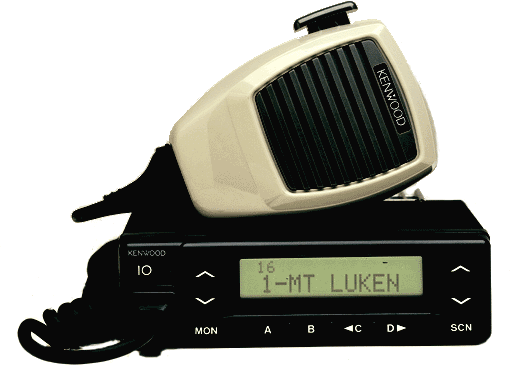 KENWOOD
KENWOOD
IO
16
1-MT LUKEN
MON
A
B
◄C
D►
SCN